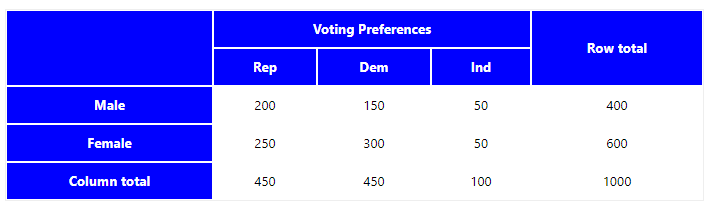 Voting Preferences
Row total
Rep Dem Ind
Male 200 150 50 400
Female 250 300 50 600
Column total 450 450 100 1000